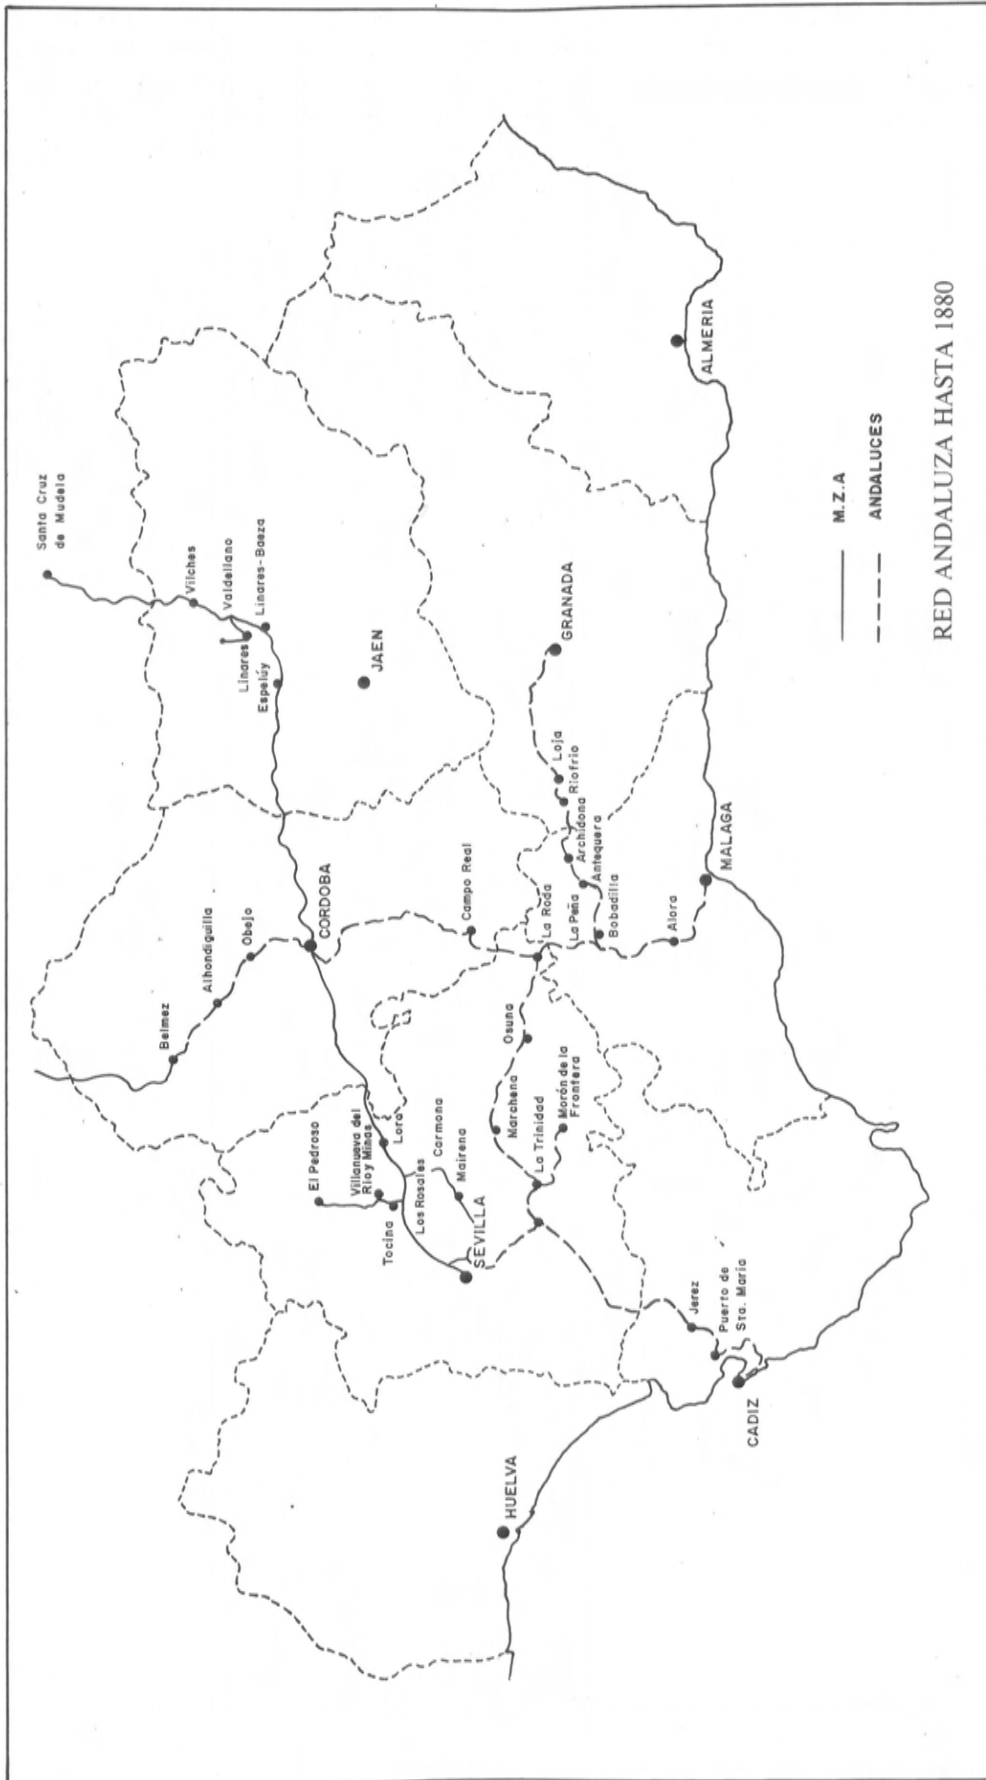 Santa Cruz
de Mudela
Vilches
Valdellano
Linares-Baeza
Linares
Espelúy
JAEN
ALMERIA
GRANADA
Loja
Riofrio
Archidona
Antequera
La Peña
Bobadilla
La Roda
Campo Real
CORDOBA
Obejo
Alhondiguilla
Belmez
Alora
MALAGA
Osuna
Marchena
La Trinidad
Morón de la
Frontera
El Pedroso
Villanueva del
Rio y Minas
Lora
Carmona
Mairena
Los Rosales
Tocina
SEVILLA
Jerez
Puerto de
Sta. Maria
CADIZ
HUELVA
M.Z.A
ANDALUCES
RED ANDALUZA HASTA 1880